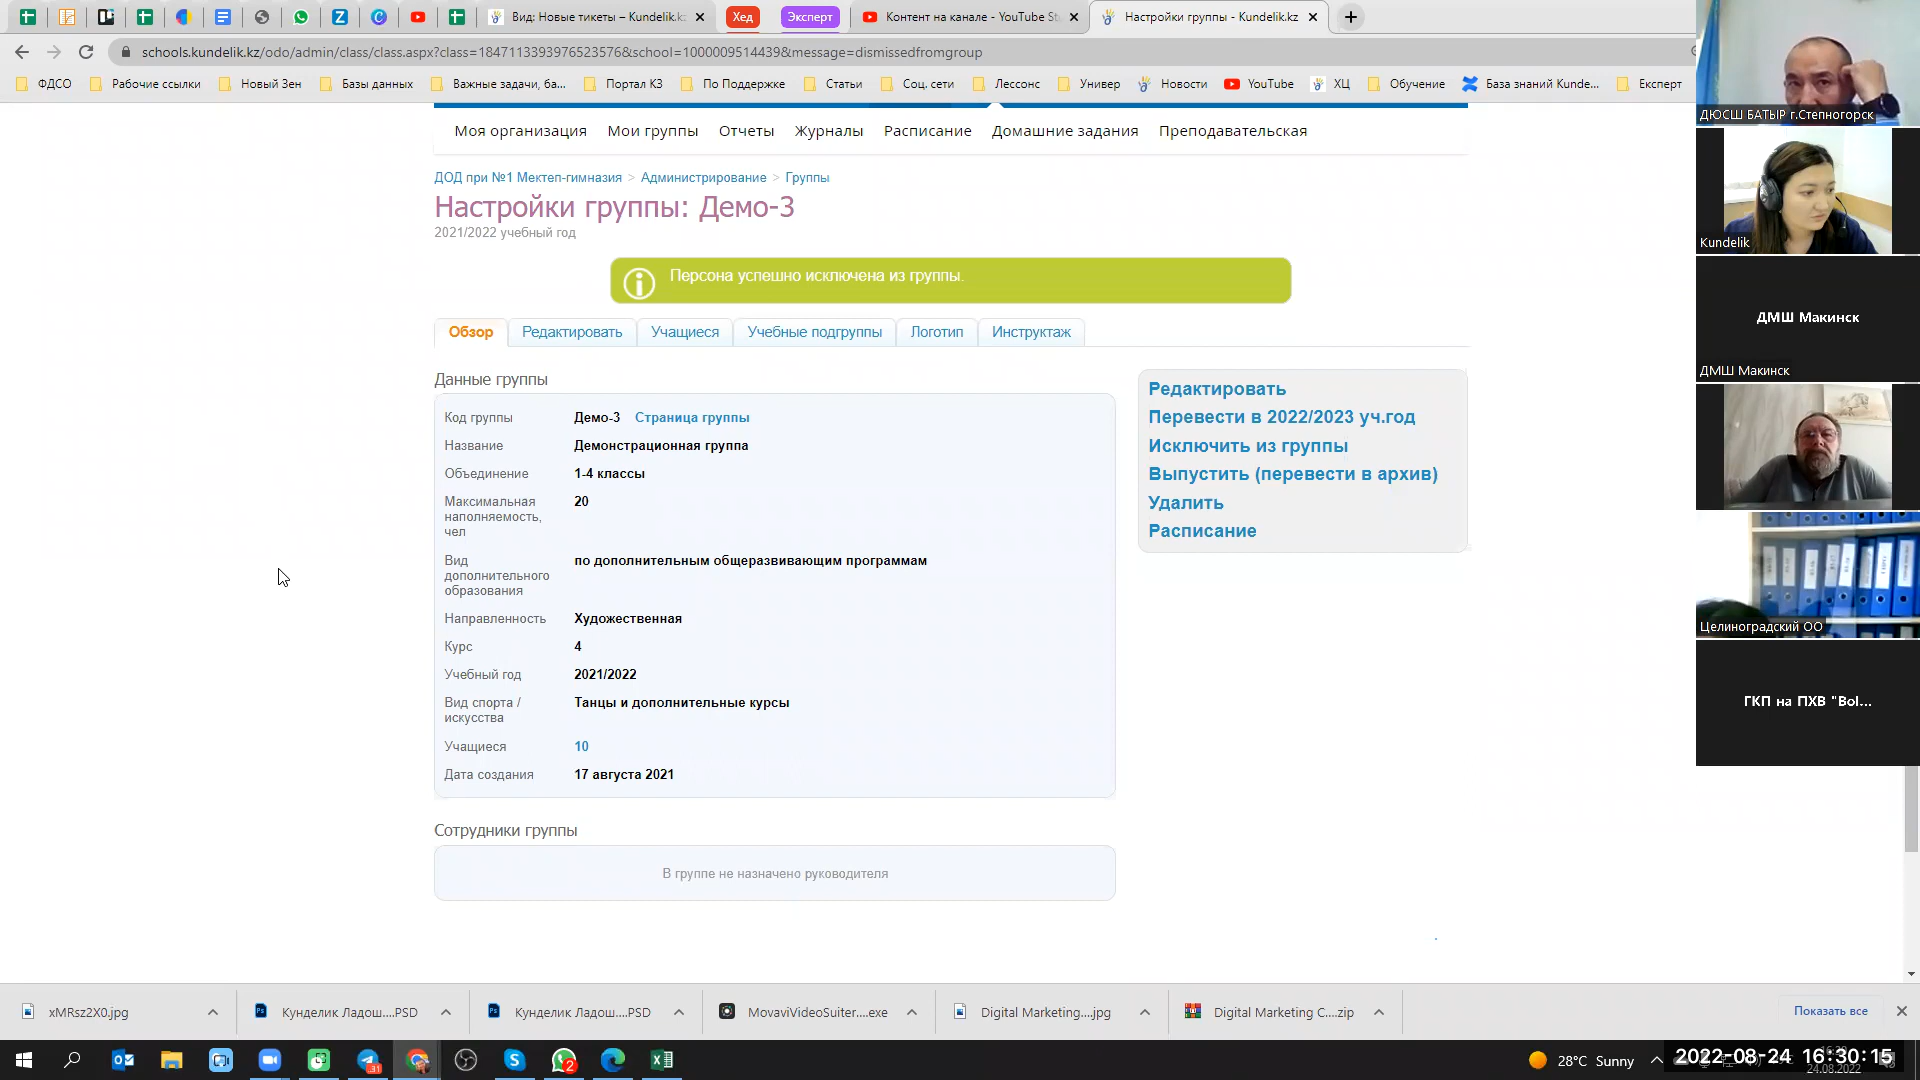 Вид: Новые тикеты – Kundelik.k
Хед
Эксперт
Контент на канале - YouTube St
Настройки группы - Kundelik.kz
schools.kundelik.kz/odo/admin/class/class.aspx?class=1847113393976523576&school=1000009514439&message=dismissedfromgroup
ФДСО
Рабочие ссылки
Новый Зен
Базы данных
Важные задачи, ба...
Портал КЗ
По Поддержке
Статьи
Соц. сети
Лессонс
Универ
Новости
YouTube
ХЦ
Обучение
База знаний Kunde...
Експерт
Моя организация
Мои группы
Отчеты
Журналы
Расписание
Домашние задания
Преподавательская
ДОД при №1 Мектеп-гимназия > Администрирование > Группы
Настройки группы: Демо-3
2021/2022 учебный год
Персона успешно исключена из группы.
Обзор
Редактировать
Учащиеся
Учебные подгруппы
Логотип
Инструктаж
Данные группы
Код группы Демо-3 Страница группы
Название Демонстрационная группа
Объединение 1-4 классы
Максимальная наполняемость, чел 20
Вид дополнительного образования по дополнительным общеразвивающим программам
Направленность Художественная
Курс 4
Учебный год 2021/2022
Вид спорта / искусства Танцы и дополнительные курсы
Учащиеся 10
Дата создания 17 августа 2021
Сотрудники группы
В группе не назначено руководителя
Редактировать
Перевести в 2022/2023 уч.год
Исключить из группы
Выпустить (перевести в архив)
Удалить
Расписание
ДЮСШ БАТЫР г.Степногорск
Kundelik
ДМШ Макинск
ДМШ Макинск
Целиноградский ОО
ГКП на ПХВ "Bol...
xMRsz2X0.jpg
Кунделик Ладош....PSD
Кунделик Ладош....PSD
MovaviVideoSuiter....exe
Digital Marketing....jpg
Digital Marketing C....zip
Показать все
28°C Sunny
2022-08-24 16:30:15
24.08.2022